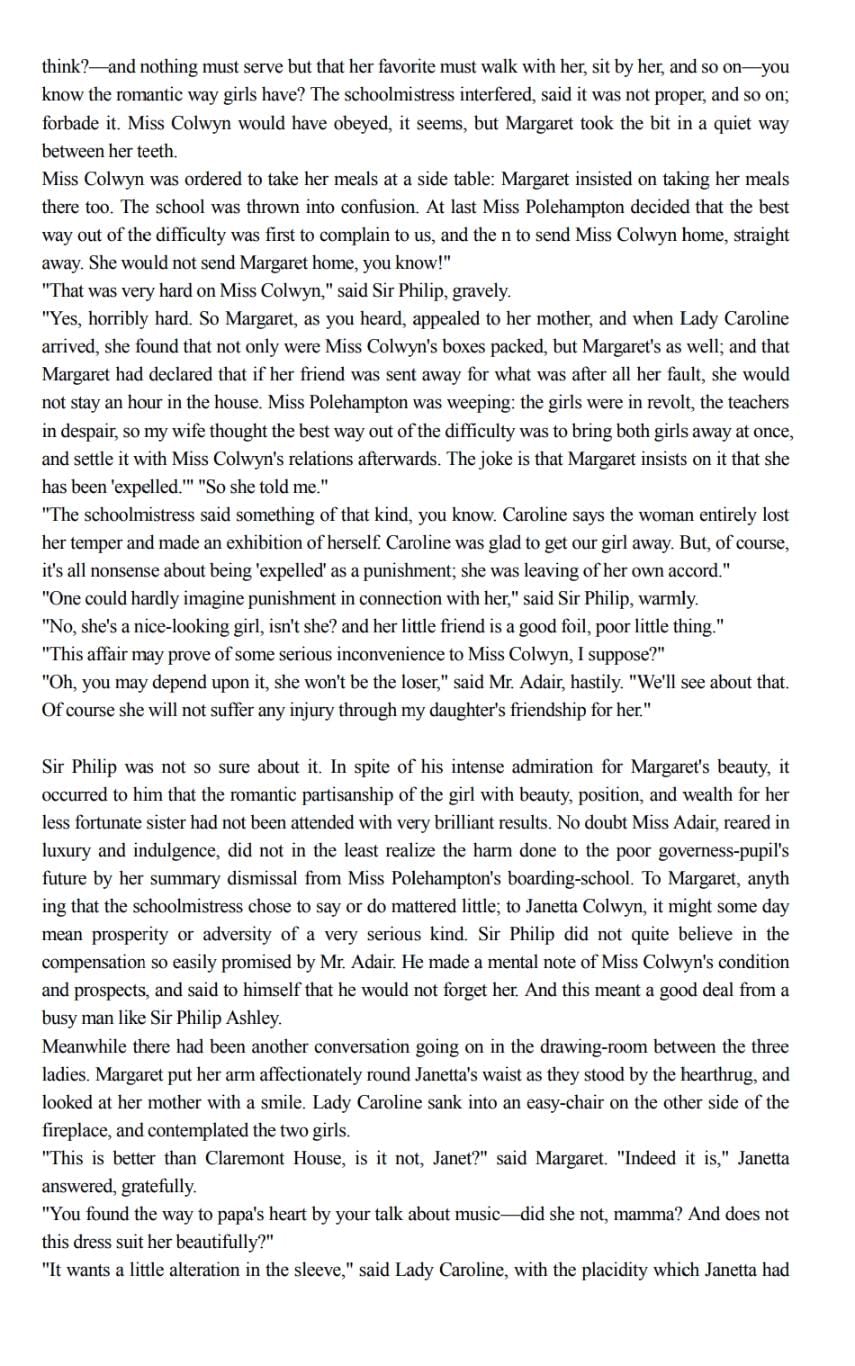 think?—and nothing must serve but that her favorite must walk with her, sit by her, and so on—you
know the romantic way girls have? The schoolmistress interfered, said it was not proper, and so on;
forbade it. Miss Colwyn would have obeyed, it seems, but Margaret took the bit in a quiet way
between her teeth.
Miss Colwyn was ordered to take her meals at a side table: Margaret insisted on taking her meals
there too. The school was thrown into confusion. At last Miss Polehampton decided that the best
way out of the difficulty was first to complain to us, and the n to send Miss Colwyn home, straight
away. She would not send Margaret home, you know!"
"That was very hard on Miss Colwyn," said Sir Philip, gravely.
"Yes, horribly hard. So Margaret, as you heard, appealed to her mother, and when Lady Caroline
arrived, she found that not only were Miss Colwyn's boxes packed, but Margaret's as well; and that
Margaret had declared that if her friend was sent away for what was after all her fault, she would
not stay an hour in the house. Miss Polehampton was weeping: the girls were in revolt, the teachers
in despair, so my wife thought the best way out of the difficulty was to bring both girls away at once,
and settle it with Miss Colwyn's relations afterwards. The joke is that Margaret insists on it that she
has been 'expelled.'" "So she told me."
"The schoolmistress said something of that kind, you know. Caroline says the woman entirely lost
her temper and made an exhibition of herself. Caroline was glad to get our girl away. But, of course,
it's all nonsense about being 'expelled' as a punishment; she was leaving of her own accord."
"One could hardly imagine punishment in connection with her," said Sir Philip, warmly.
"No, she's a nice-looking girl, isn't she? and her little friend is a good foil, poor little thing."
"This affair may prove of some serious inconvenience to Miss Colwyn, I suppose?"
"Oh, you may depend upon it, she won't be the loser," said Mr. Adair, hastily. "We'll see about that.
Of course she will not suffer any injury through my daughter's friendship for her."
Sir Philip was not so sure about it. In spite of his intense admiration for Margaret's beauty, it
occurred to him that the romantic partisanship of the girl with beauty, position, and wealth for her
less fortunate sister had not been attended with very brilliant results. No doubt Miss Adair, reared in
luxury and indulgence, did not in the least realize the harm done to the poor governess-pupil's
future by her summary dismissal from Miss Polehampton's boarding-school. To Margaret, anyth
ing that the schoolmistress chose to say or do mattered little; to Janetta Colwyn, it might some day
mean prosperity or adversity of a very serious kind. Sir Philip did not quite believe in the
compensation so easily promised by Mr. Adair. He made a mental note of Miss Colwyn's condition
and prospects, and said to himself that he would not forget her. And this meant a good deal from a
busy man like Sir Philip Ashley.
Meanwhile there had been another conversation going on in the drawing-room between the three
ladies. Margaret put her arm affectionately round Janetta's waist as they stood by the hearthrug, and
looked at her mother with a smile. Lady Caroline sank into an easy-chair on the other side of the
fireplace, and contemplated the two girls.
"This is better than Claremont House, is it not, Janet?" said Margaret. "Indeed it is," Janetta
answered, gratefully.
"You found the way to papa's heart by your talk about music—did she not, mamma? And does not
this dress suit her beautifully?"
"It wants a little alteration in the sleeve," said Lady Caroline, with the placidity which Janetta had